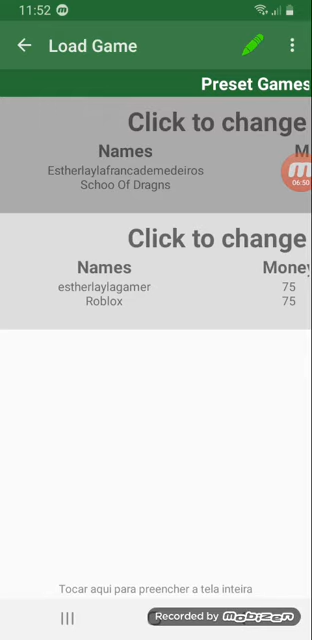 11:52
Load Game
Preset Games
Click to change
Names M
Estherlaylafrancademedeiros
Schoo Of Dragns
06:50
Click to change
Names Money
estherlaylagamer 75
Roblox 75
Tocar aqui para preencher a tela inteira
Recorded by mobizen